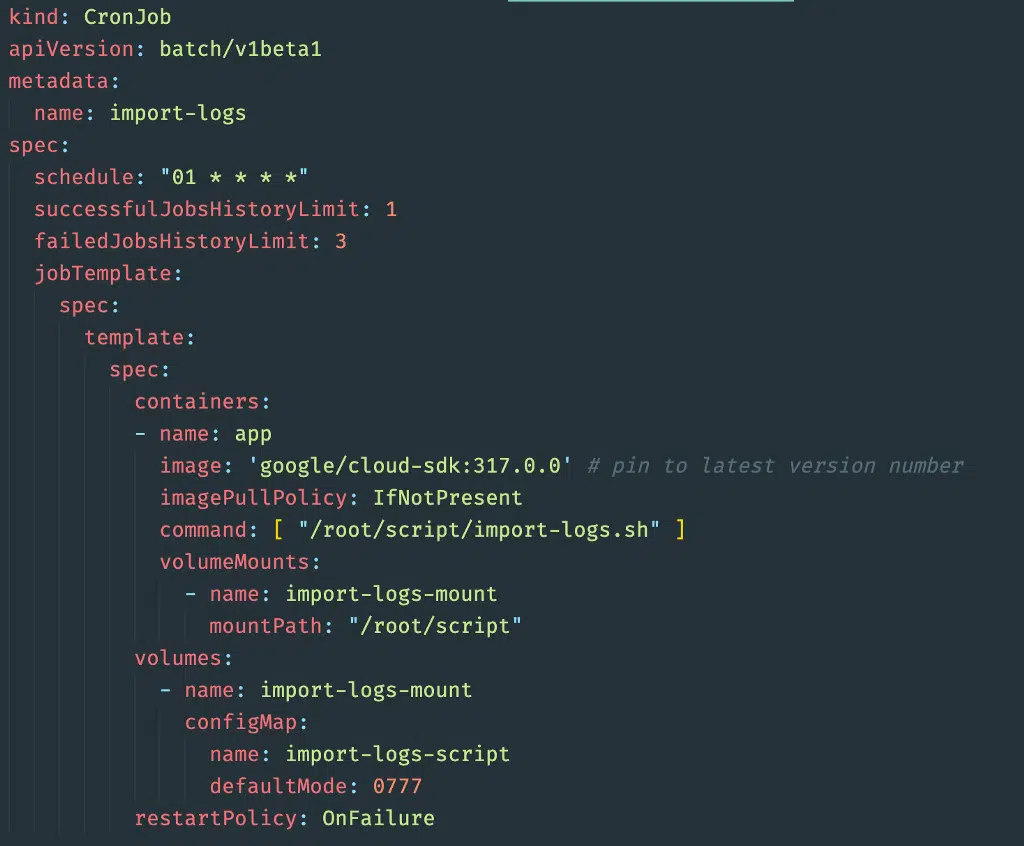 kind: CronJob
apiVersion: batch/v1beta1
metadata:
  name: import-logs
spec:
  schedule: "01 * * * *"
  successfulJobsHistoryLimit: 1
  failedJobsHistoryLimit: 3
  jobTemplate:
    spec:
      template:
        spec:
          containers:
          - name: app
            image: 'google/cloud-sdk:317.0.0' # pin to latest version number
            imagePullPolicy: IfNotPresent
            command: [ "/root/script/import-logs.sh" ]
            volumeMounts:
              - name: import-logs-mount
                mountPath: "/root/script"
          volumes:
            - name: import-logs-mount
              configMap:
                name: import-logs-script
                defaultMode: 0777
          restartPolicy: OnFailure